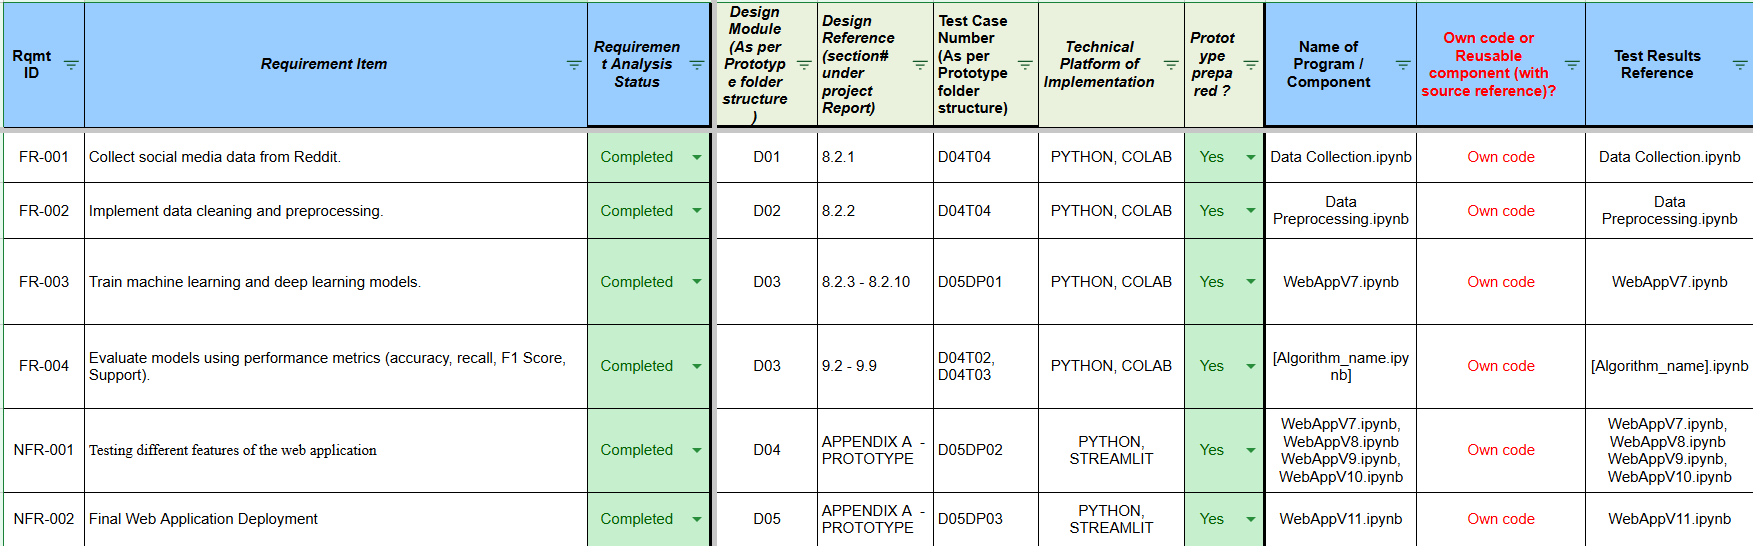 Rqmt
ID
Requirement Item
Requiremen
t Analysis
Status
Design
Module
(As per
Prototyp
e folder
structure
)
Design
Reference
(section#
under
project
Report)
Test Case
Number
(As per
Prototype
folder
structure)
Technical
Platform of
Implementation
Protot
ype
prepa
red ?
Name of
Program /
Component
Own code or
Reusable
component (with
source reference)?
Test Results
Reference
FR-001
Collect social media data from Reddit.
Completed
D01
8.2.1
D04T04
PYTHON, COLAB
Yes
Data Collection.ipynb
Own code
Data Collection.ipynb
FR-002
Implement data cleaning and preprocessing.
Completed
D02
8.2.2
D04T04
PYTHON, COLAB
Yes
Data
Preprocessing.ipynb
Own code
Data
Preprocessing.ipynb
FR-003
Train machine learning and deep learning models.
Completed
D03
8.2.3 - 8.2.10
D05DP01
PYTHON, COLAB
Yes
WebAppV7.ipynb
Own code
WebAppV7.ipynb
FR-004
Evaluate models using performance metrics (accuracy, recall, F1 Score,
Support).
Completed
D03
9.2 - 9.9
D04T02,
D04T03
PYTHON, COLAB
Yes
[Algorithm_name.ipy
nb]
Own code
[Algorithm_name].ipynb
NFR-001
Testing different features of the web application
Completed
D04
APPENDIX A -
PROTOTYPE
D05DP02
PYTHON,
STREAMLIT
Yes
WebAppV7.ipynb,
WebAppV8.ipynb
WebAppV9.ipynb,
WebAppV10.ipynb
Own code
WebAppV7.ipynb,
WebAppV8.ipynb
WebAppV9.ipynb,
WebAppV10.ipynb
NFR-002
Final Web Application Deployment
Completed
D05
APPENDIX A -
PROTOTYPE
D05DP03
PYTHON,
STREAMLIT
Yes
WebAppV11.ipynb
Own code
WebAppV11.ipynb